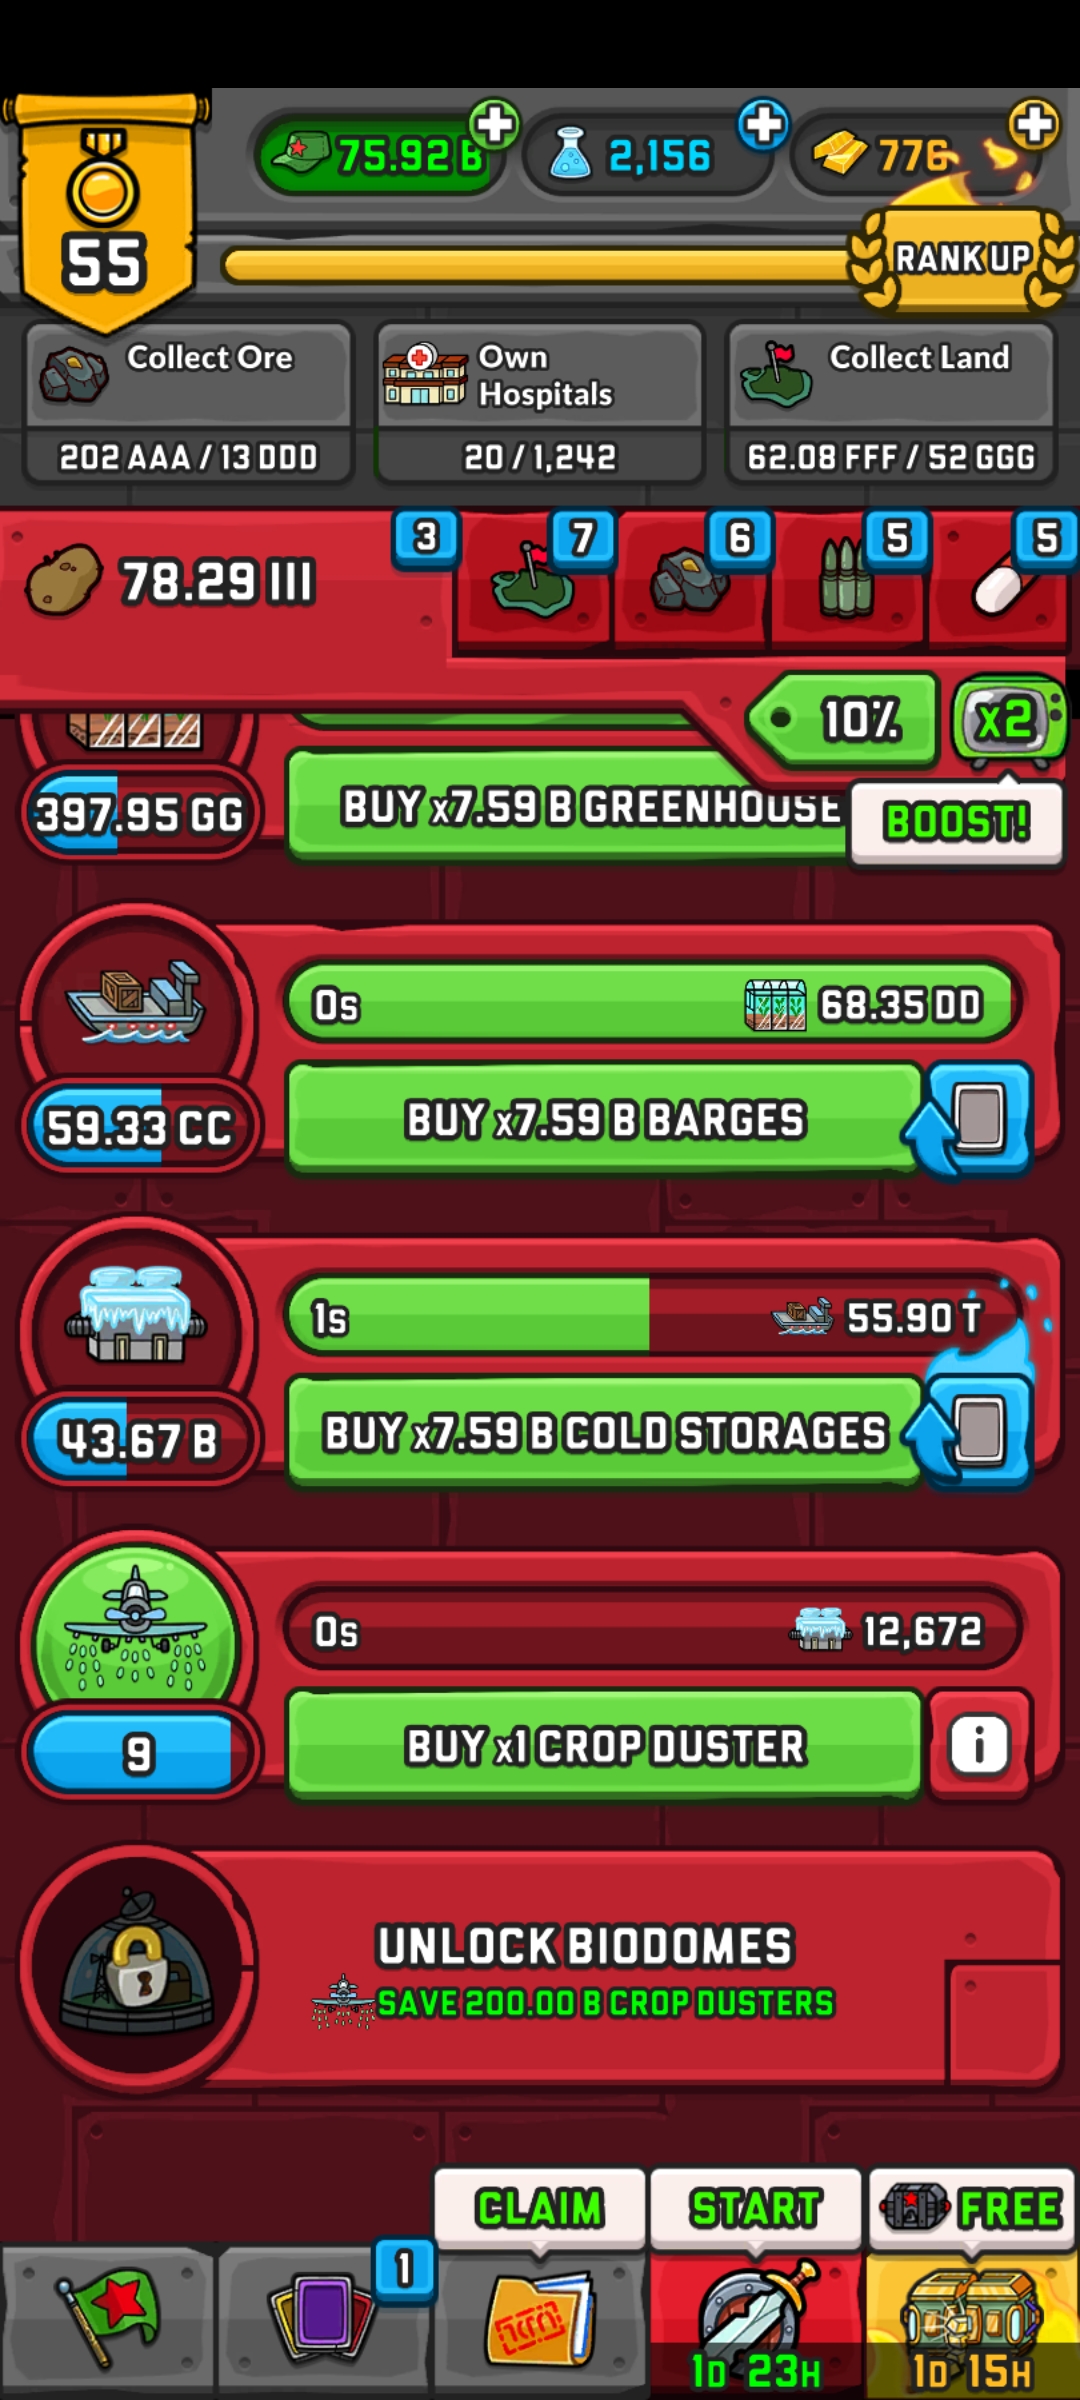 75.92 B
2,156
776
55
RANK UP
Collect Ore
202 AAA / 13 DDD
Own
Hospitals
20 / 1,242
Collect Land
62.08 FFF / 52 GGG
78.29 III
3
7
6
5
5
10%
x2
BOOST!
397.95 GG
BUY x7.59 B GREENHOUSE
0s
68.35 DD
59.33 CC
BUY x7.59 B BARGES
1s
55.90 T
43.67 B
BUY x7.59 B COLD STORAGES
0s
12,672
9
BUY x1 CROP DUSTER
i
UNLOCK BIODOMES
SAVE 200.00 B CROP DUSTERS
CLAIM
START
FREE
1
1D 23H
1D 15H